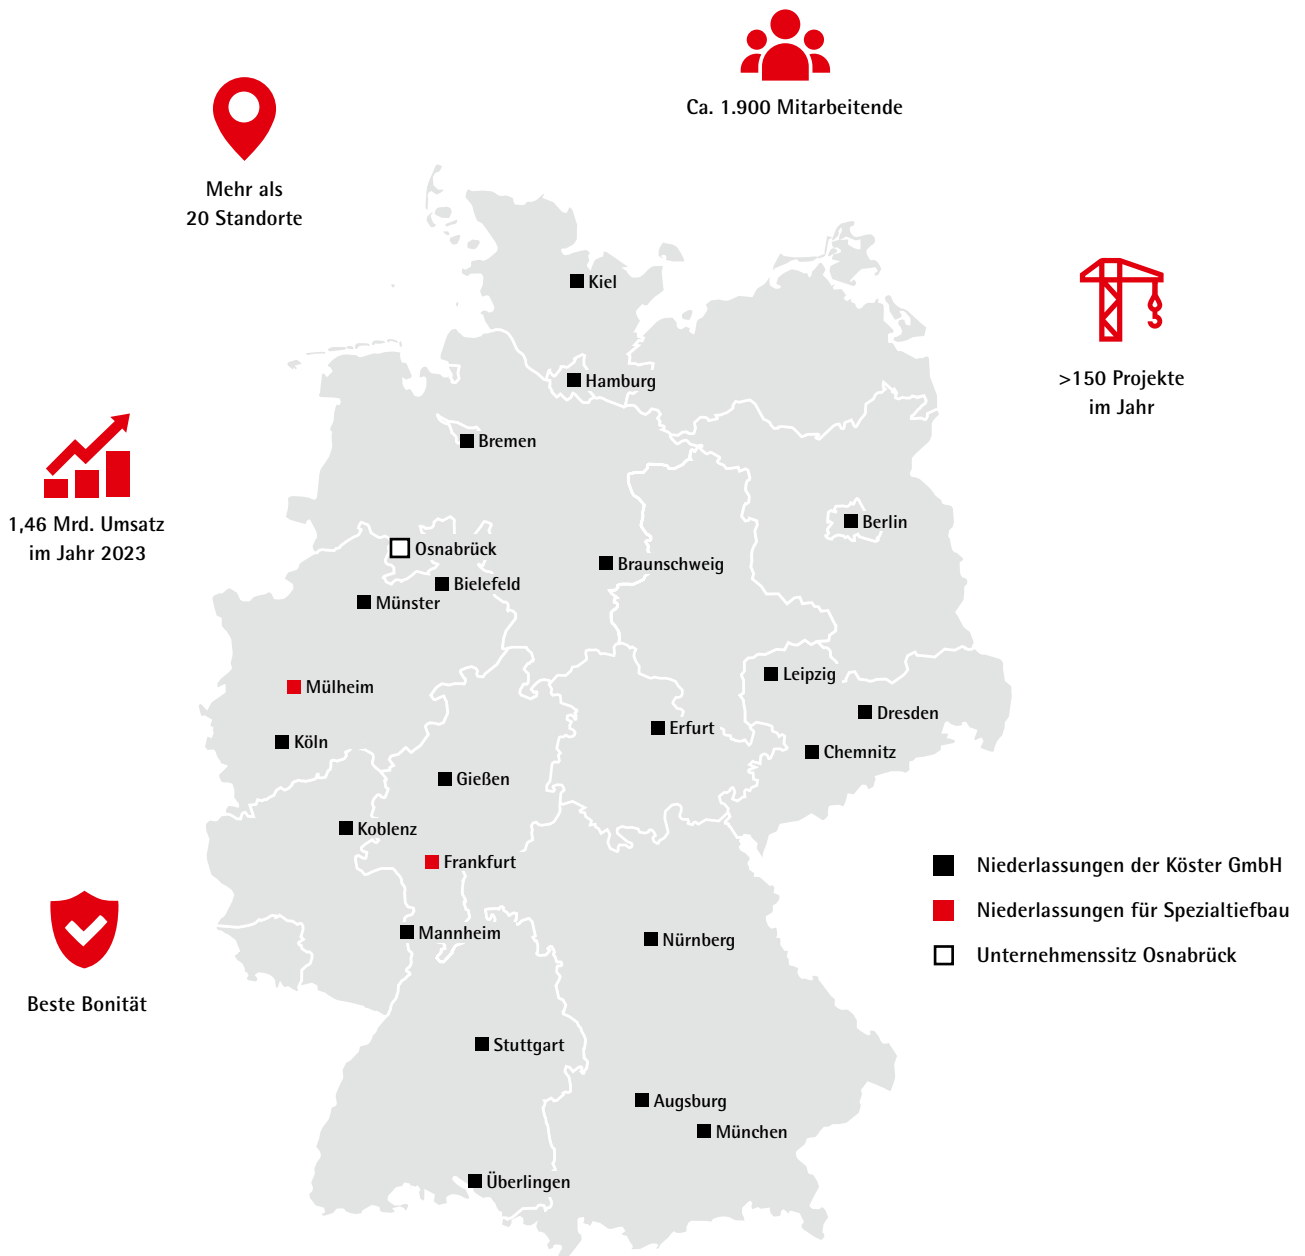 Ca. 1.900 Mitarbeitende
Mehr als
20 Standorte
Kiel
>150 Projekte
im Jahr
Hamburg
Bremen
1,46 Mrd. Umsatz
im Jahr 2023
Berlin
Osnabrück
Braunschweig
Bielefeld
Münster
Leipzig
Mülheim
Dresden
Erfurt
Köln
Chemnitz
Gießen
Koblenz
Frankfurt
Niederlassungen der Köster GmbH
Niederlassungen für Spezialtiefbau
Unternehmenssitz Osnabrück
Mannheim
Nürnberg
Beste Bonität
Stuttgart
Augsburg
München
Überlingen